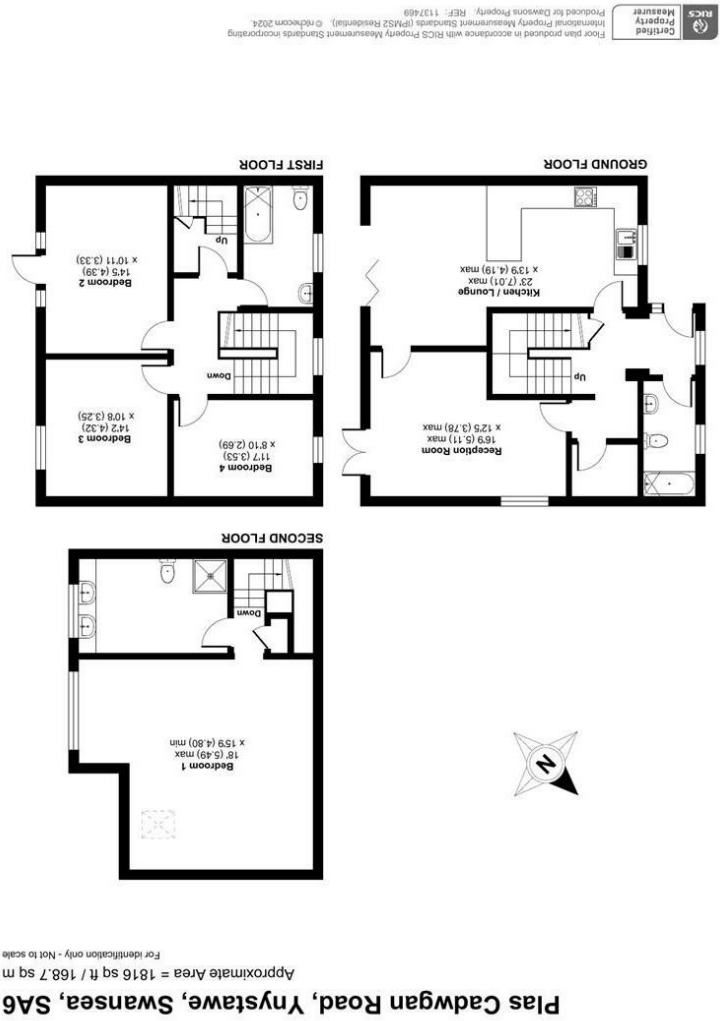 Plas Cadwgan Road, Ynystawe, Swansea, SA6
Approximate Area = 1816 sq ft / 168.7 sq m
For identification only - Not to scale
N
Bedroom 1
18' (5.49) max
x 15'9 (4.80) min
Down
SECOND FLOOR
Reception Room
16'9 (5.11) max
x 12'5 (3.78) max
Up
Kitchen / Lounge
23' (7.01) max
x 13'9 (4.19) max
GROUND FLOOR
Bedroom 4
11'7 (3.53)
x 8'10 (2.69)
Bedroom 3
14'2 (4.32)
x 10'8 (3.25)
Down
Up
Bedroom 2
14'5 (4.39)
x 10'11 (3.33)
FIRST FLOOR
Certified
Property
Measurer
RICS
Floor plan produced in accordance with RICS Property Measurement Standards incorporating
International Property Measurement Standards (IPMS2 Residential). © nichecom 2024.
Produced for Dawsons Property. REF: 1137469